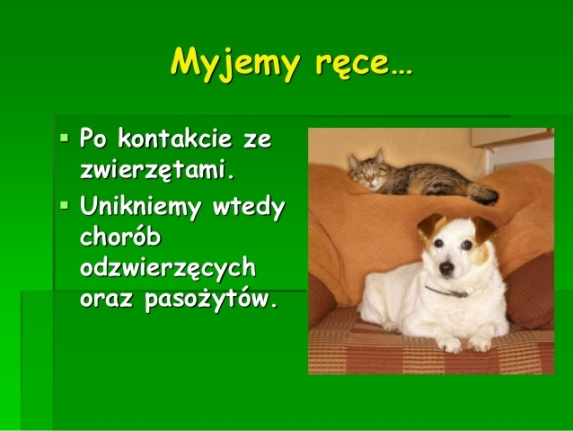 Myjemy ręce…
Po kontakcie ze
zwierzętami.
Unikniemy wtedy
chorób
odzwierzęcych
oraz pasożytów.